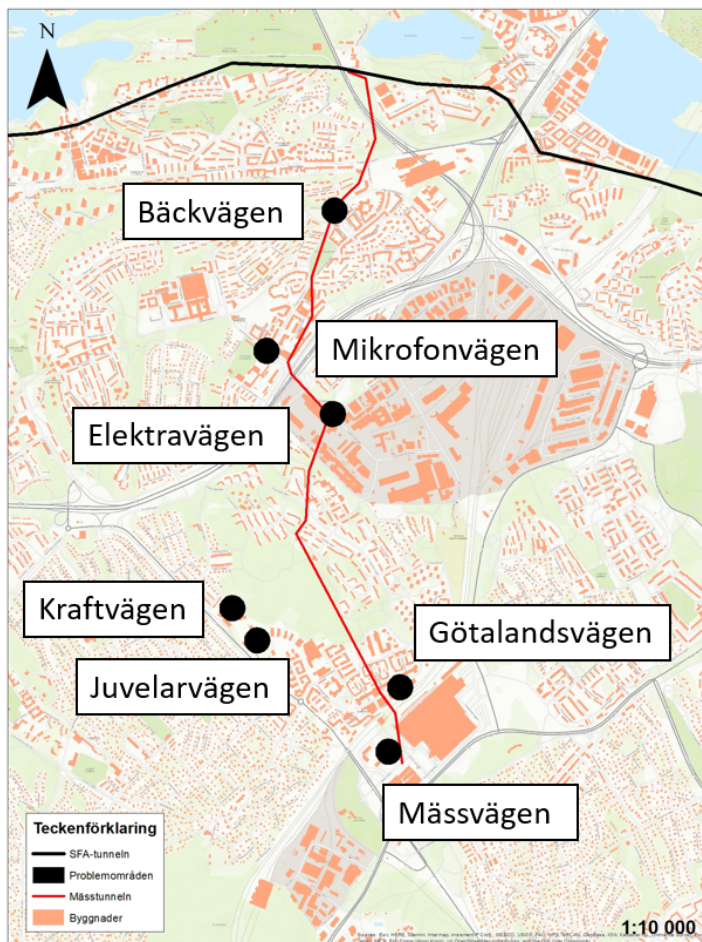 N
Bäckvägen
Mikrofonvägen
Elektravägen
Kraftvägen
Götalandsvägen
Juvelarvägen
Mässvägen
Teckenförklaring
SFA-tunneln
Problemområden
Mässtunneln
Byggnader
1:10 000